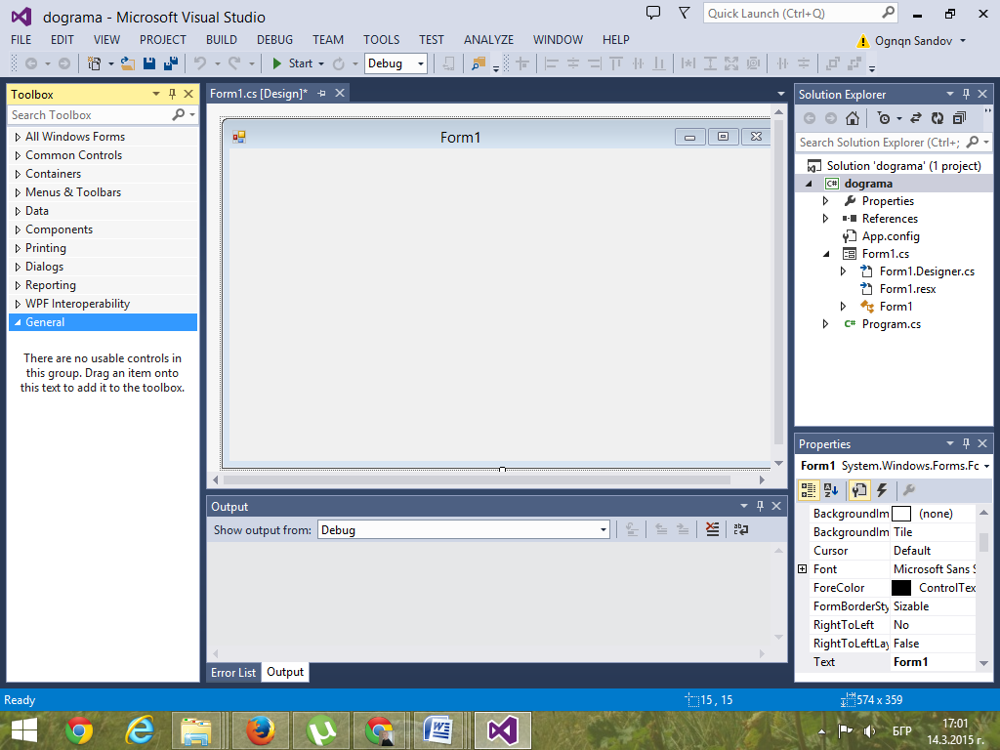 dograma - Microsoft Visual Studio
Quick Launch (Ctrl+Q)
FILE EDIT VIEW PROJECT BUILD DEBUG TEAM TOOLS TEST ANALYZE WINDOW HELP
Ognqn Sandov
Start Debug
Toolbox
Search Toolbox
All Windows Forms
Common Controls
Containers
Menus & Toolbars
Data
Components
Printing
Dialogs
Reporting
WPF Interoperability
General
There are no usable controls in
this group. Drag an item onto
this text to add it to the toolbox.
Form1.cs [Design]*
Form1
Output
Show output from: Debug
Error List Output
Solution Explorer
Search Solution Explorer (Ctrl+;
Solution 'dograma' (1 project)
C# dograma
Properties
References
App.config
Form1.cs
Form1.Designer.cs
Form1.resx
Form1
C# Program.cs
Properties
Form1 System.Windows.Forms.Fc
BackgroundIm (none)
BackgroundIm Tile
Cursor Default
Font Microsoft Sans S
ForeColor ControlTex
FormBorderSty Sizable
RightToLeft No
RightToLeftLay False
Text Form1
Ready 15 , 15 574 x 359
БГР
17:01
14.3.2015 г.